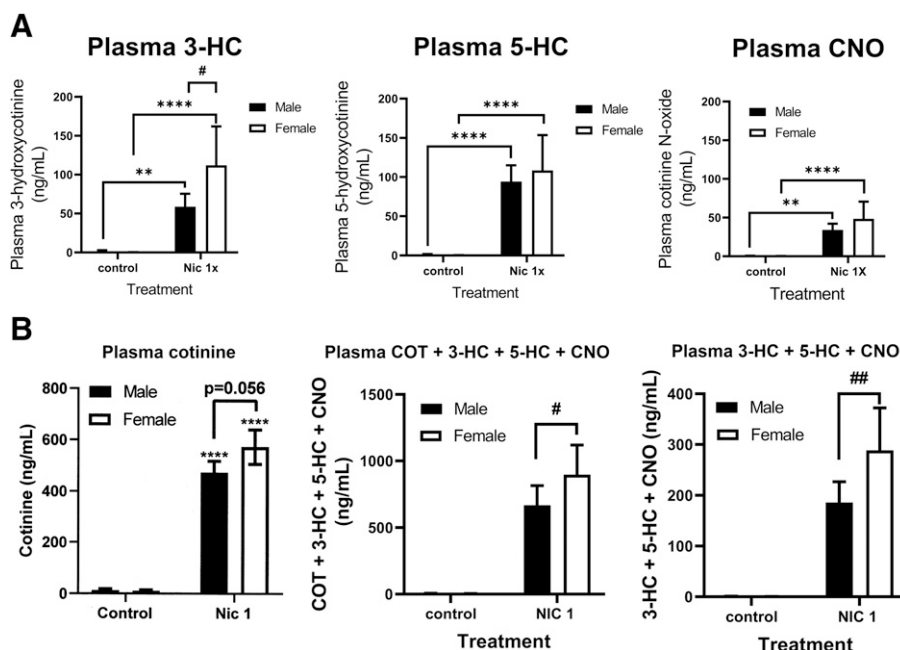 A
Plasma 3-HC
#
****
**
Plasma 3-hydroxycotinine
(ng/mL)
200
150
100
50
0
Male
Female
control
Nic 1x
Treatment
Plasma 5-HC
****
****
Plasma 5-hydroxycotinine
(ng/mL)
200
150
100
50
0
Male
Female
control
Nic 1x
Treatment
Plasma CNO
****
**
Plasma cotinine N-oxide
(ng/mL)
200
150
100
50
0
Male
Female
control
Nic 1X
Treatment
B
Plasma cotinine
p=0.056
****
****
Cotinine (ng/mL)
800
600
400
200
0
Male
Female
Control
Nic 1
Plasma COT + 3-HC + 5-HC + CNO
#
COT + 3-HC + 5-HC + CNO
(ng/mL)
1500
1000
500
0
Male
Female
control
NIC 1
Treatment
Plasma 3-HC + 5-HC + CNO
##
3-HC + 5-HC + CNO (ng/mL)
400
300
200
100
0
Male
Female
control
NIC 1
Treatment